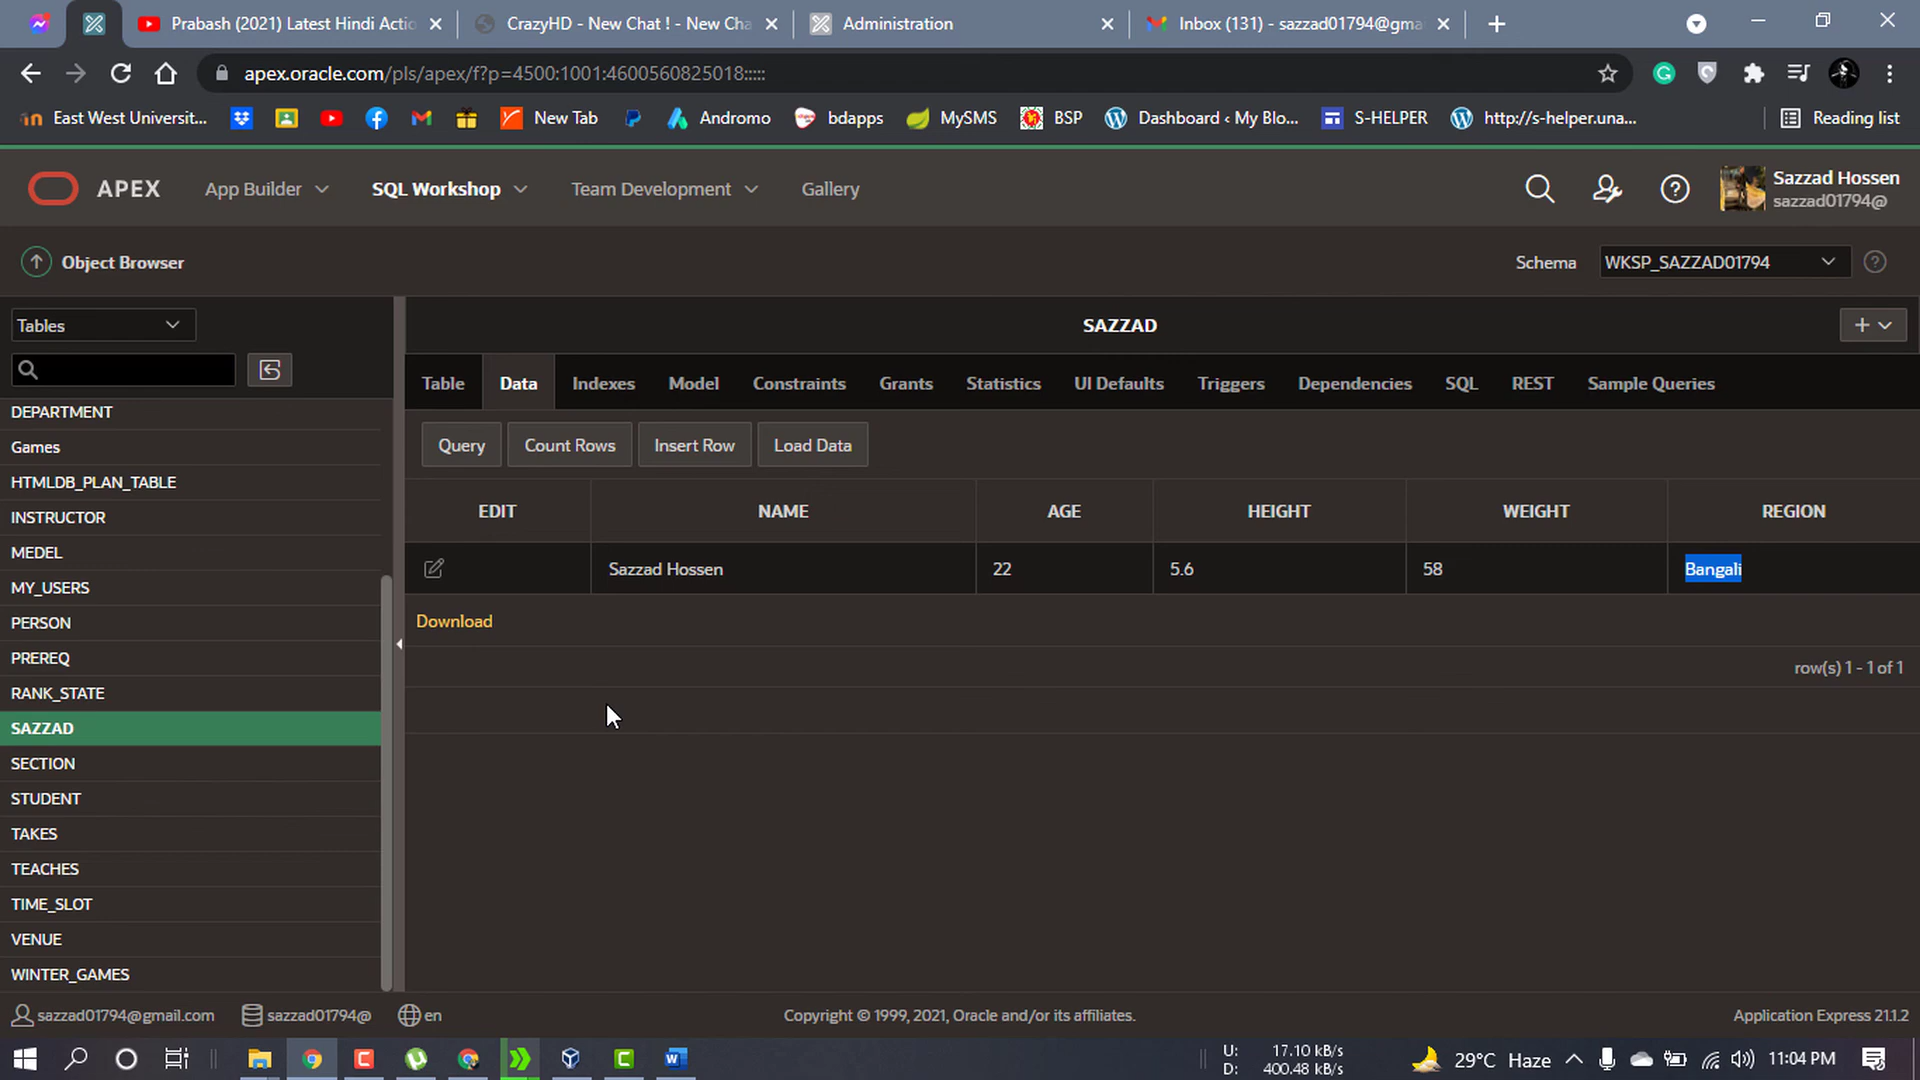 Prabash (2021) Latest Hindi Actio
CrazyHD - New Chat ! - New Cha
Administration
Inbox (131) - sazzad01794@gma
apex.oracle.com/pls/apex/f?p=4500:1001:4600560825018:::::
East West Universit...
New Tab
Andromo
bdapps
MySMS
BSP
Dashboard ‹ My Blo...
S-HELPER
http://s-helper.una...
Reading list
APEX
App Builder
SQL Workshop
Team Development
Gallery
Sazzad Hossen
sazzad01794@
Object Browser
Schema
WKSP_SAZZAD01794
Tables
SAZZAD
Table
Data
Indexes
Model
Constraints
Grants
Statistics
UI Defaults
Triggers
Dependencies
SQL
REST
Sample Queries
DEPARTMENT
Games
HTMLDB_PLAN_TABLE
INSTRUCTOR
MEDEL
MY_USERS
PERSON
PREREQ
RANK_STATE
SAZZAD
SECTION
STUDENT
TAKES
TEACHES
TIME_SLOT
VENUE
WINTER_GAMES
Query
Count Rows
Insert Row
Load Data
EDIT NAME AGE HEIGHT WEIGHT REGION
Sazzad Hossen 22 5.6 58 Bangali
Download
row(s) 1 - 1 of 1
sazzad01794@gmail.com
sazzad01794@
en
Copyright © 1999, 2021, Oracle and/or its affiliates.
Application Express 21.1.2
U: 17.10 kB/s
D: 400.48 kB/s
29°C Haze
11:04 PM